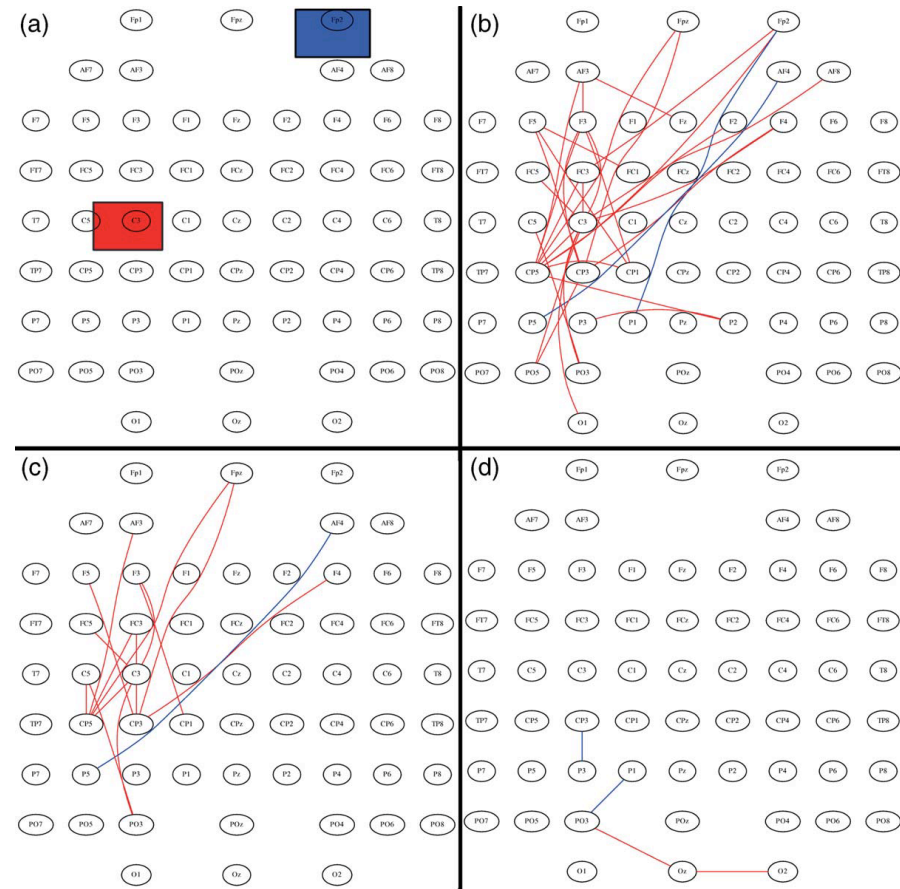 (a)
Fp1 Fpz Fp2
AF7 AF3 AF4 AF8
F7 F5 F3 F1 Fz F2 F4 F6 F8
FT7 FC5 FC3 FC1 FCz FC2 FC4 FC6 FT8
T7 C5 C3 C1 Cz C2 C4 C6 T8
TP7 CP5 CP3 CP1 CPz CP2 CP4 CP6 TP8
P7 P5 P3 P1 Pz P2 P4 P6 P8
PO7 PO5 PO3 POz PO4 PO6 PO8
O1 Oz O2
(b)
Fp1 Fpz Fp2
AF7 AF3 AF4 AF8
F7 F5 F3 F1 Fz F2 F4 F6 F8
FT7 FC5 FC3 FC1 FCz FC2 FC4 FC6 FT8
T7 C5 C3 C1 Cz C2 C4 C6 T8
TP7 CP5 CP3 CP1 CPz CP2 CP4 CP6 TP8
P7 P5 P3 P1 Pz P2 P4 P6 P8
PO7 PO5 PO3 POz PO4 PO6 PO8
O1 Oz O2
(c)
Fp1 Fpz Fp2
AF7 AF3 AF4 AF8
F7 F5 F3 F1 Fz F2 F4 F6 F8
FT7 FC5 FC3 FC1 FCz FC2 FC4 FC6 FT8
T7 C5 C3 C1 Cz C2 C4 C6 T8
TP7 CP5 CP3 CP1 CPz CP2 CP4 CP6 TP8
P7 P5 P3 P1 Pz P2 P4 P6 P8
PO7 PO5 PO3 POz PO4 PO6 PO8
O1 Oz O2
(d)
Fp1 Fpz Fp2
AF7 AF3 AF4 AF8
F7 F5 F3 F1 Fz F2 F4 F6 F8
FT7 FC5 FC3 FC1 FCz FC2 FC4 FC6 FT8
T7 C5 C3 C1 Cz C2 C4 C6 T8
TP7 CP5 CP3 CP1 CPz CP2 CP4 CP6 TP8
P7 P5 P3 P1 Pz P2 P4 P6 P8
PO7 PO5 PO3 POz PO4 PO6 PO8
O1 Oz O2